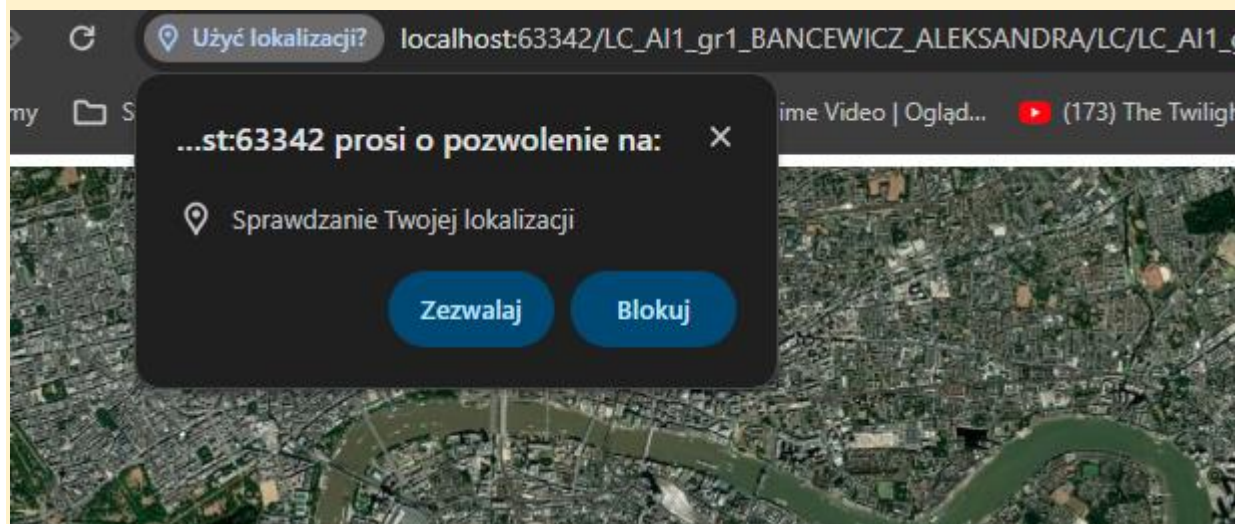 Użyć lokalizacji? localhost:63342/LC_AI1_gr1_BANCEWICZ_ALEKSANDRA/LC/LC_AI1_
my S ime Video | Ogląd... (173) The Twiligh
...st:63342 prosi o pozwolenie na:
Sprawdzanie Twojej lokalizacji
Zezwalaj Blokuj